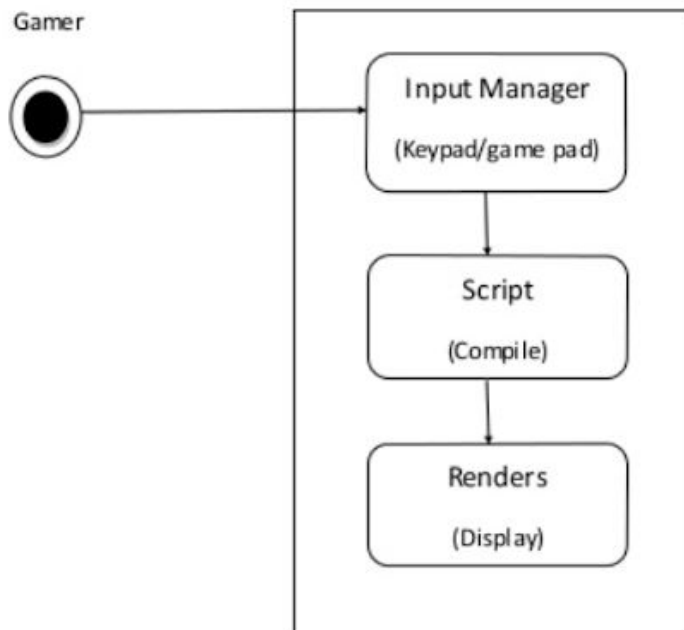 Gamer
Input Manager
(Keypad/game pad)
Script
(Compile)
Renders
(Display)